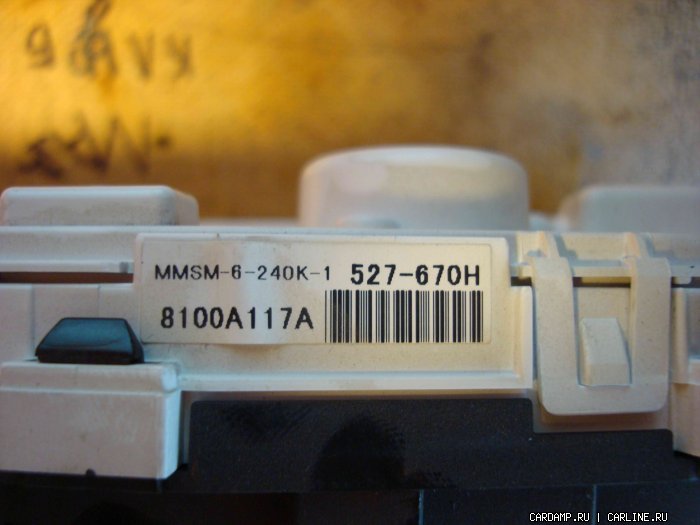 MMSM-6-240K-1 527-670H
8100A117A
CARDAMP.RU | CARLINE.RU